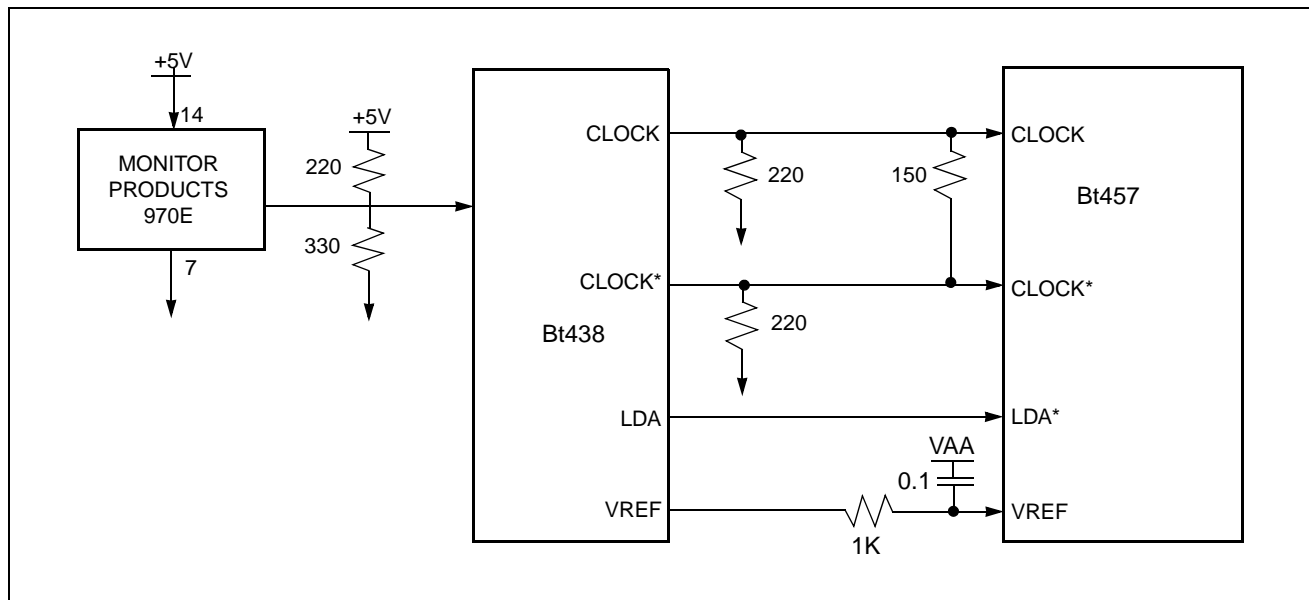 +5V
14
MONITOR
PRODUCTS
970E
7
+5V
220
330
Bt438
CLOCK
CLOCK*
LDA
VREF
220
220
150
1K
0.1
VAA
Bt457
CLOCK
CLOCK*
LDA*
VREF